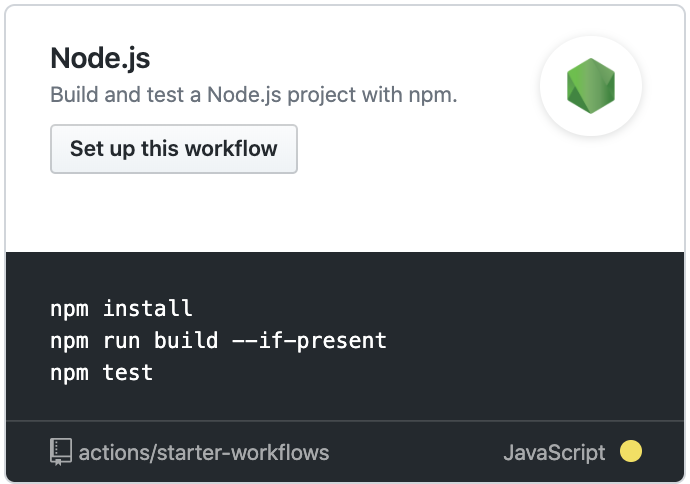 Node.js
Build and test a Node.js project with npm.
Set up this workflow
npm install
npm run build --if-present
npm test
actions/starter-workflows
JavaScript